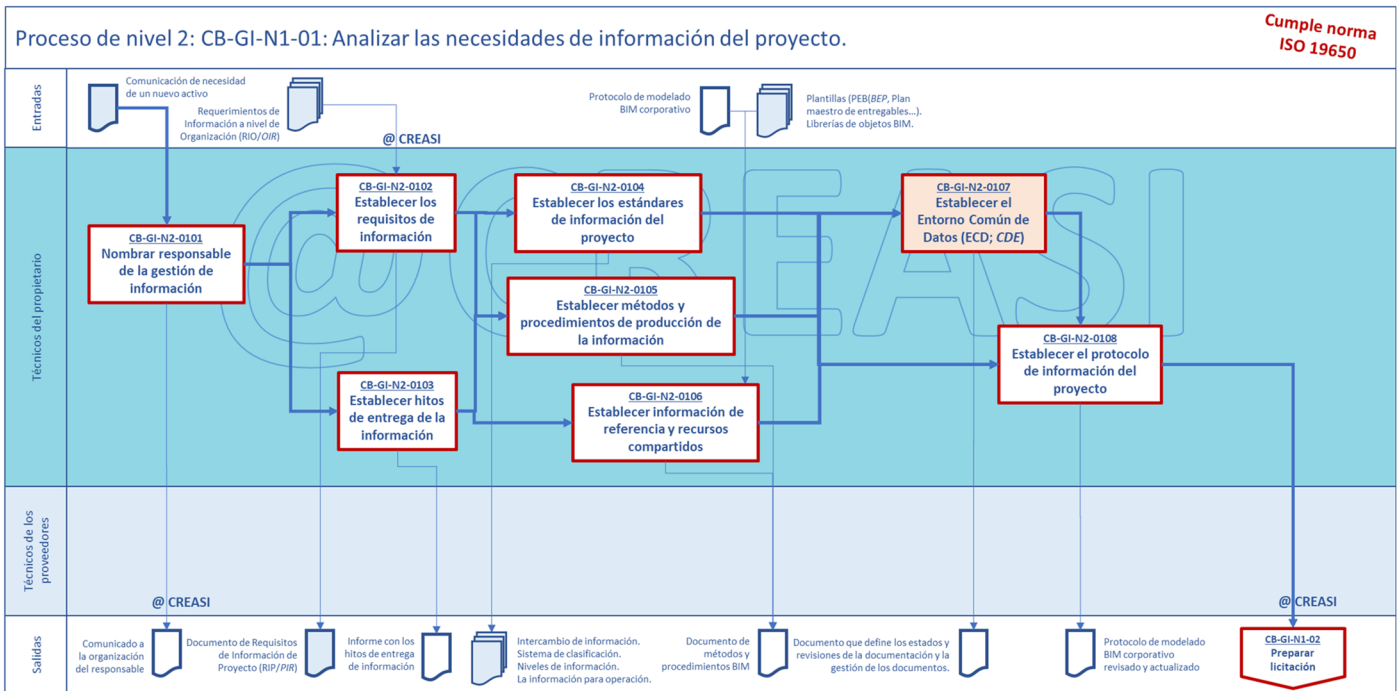 Proceso de nivel 2: CB-GI-N1-01: Analizar las necesidades de información del proyecto.
Cumple norma
ISO 19650
Entradas
Comunicación de necesidad
de un nuevo activo
Requerimientos de
Información a nivel de
Organización (RIO/OIR)
@ CREASI
Protocolo de modelado
BIM corporativo
Plantillas (PEB(BEP, Plan
maestro de entregables...).
Librerías de objetos BIM.
Técnicos del propietario
@CREASI
CB-GI-N2-0101
Nombrar responsable
de la gestión de
información
CB-GI-N2-0102
Establecer los
requisitos de
información
CB-GI-N2-0103
Establecer hitos
de entrega de la
información
CB-GI-N2-0104
Establecer los estándares
de información del
proyecto
CB-GI-N2-0105
Establecer métodos y
procedimientos de producción de
la información
CB-GI-N2-0106
Establecer información de
referencia y recursos
compartidos
CB-GI-N2-0107
Establecer el
Entorno Común de
Datos (ECD; CDE)
CB-GI-N2-0108
Establecer el protocolo
de información del
proyecto
Técnicos de los
proveedores
@ CREASI
@ CREASI
Salidas
Comunicado a
la organización
del responsable
Documento de Requisitos
de Información de
Proyecto (RIP/PIR)
Informe con los
hitos de entrega
de información
Intercambio de información.
Sistema de clasificación.
Niveles de información.
La información para operación.
Documento de
métodos y
procedimientos BIM
Documento que define los estados y
revisiones de la documentación y la
gestión de los documentos.
Protocolo de modelado
BIM corporativo
revisado y actualizado
CB-GI-N1-02
Preparar
licitación